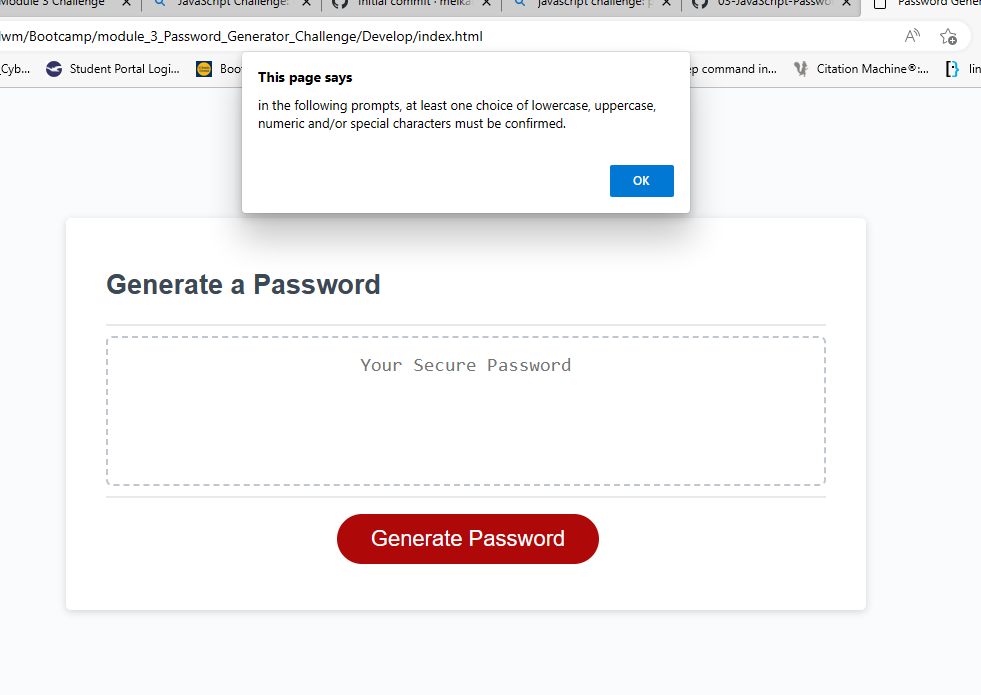 Module 3 Challenge
JavaScript Challenge:
Initial commit · melka
javascript challenge: p
03-JavaScript-Passwo
Password Gener
lwm/Bootcamp/module_3_Password_Generator_Challenge/Develop/index.html
Cyb...
Student Portal Logi...
Boo
ep command in...
Citation Machine®:...
lin
This page says
in the following prompts, at least one choice of lowercase, uppercase,
numeric and/or special characters must be confirmed.
OK
Generate a Password
Your Secure Password
Generate Password